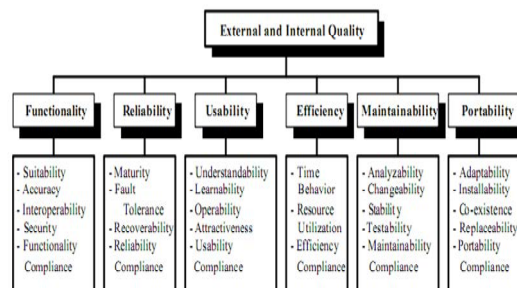 External and Internal Quality
Functionality
Reliability
Usability
Efficiency
Maintainability
Portability
- Suitability
- Accuracy
- Interoperability
- Security
- Functionality
Compliance
- Maturity
- Fault
Tolerance
- Recoverability
- Reliability
Compliance
- Understandability
- Learnability
- Operability
- Attractiveness
- Usability
Compliance
- Time
Behavior
- Resource
Utilization
- Efficiency
Compliance
- Analyzability
- Changeability
- Stability
- Testability
- Maintainability
Compliance
- Adaptability
- Installability
- Co-existence
- Replaceability
- Portability
Compliance